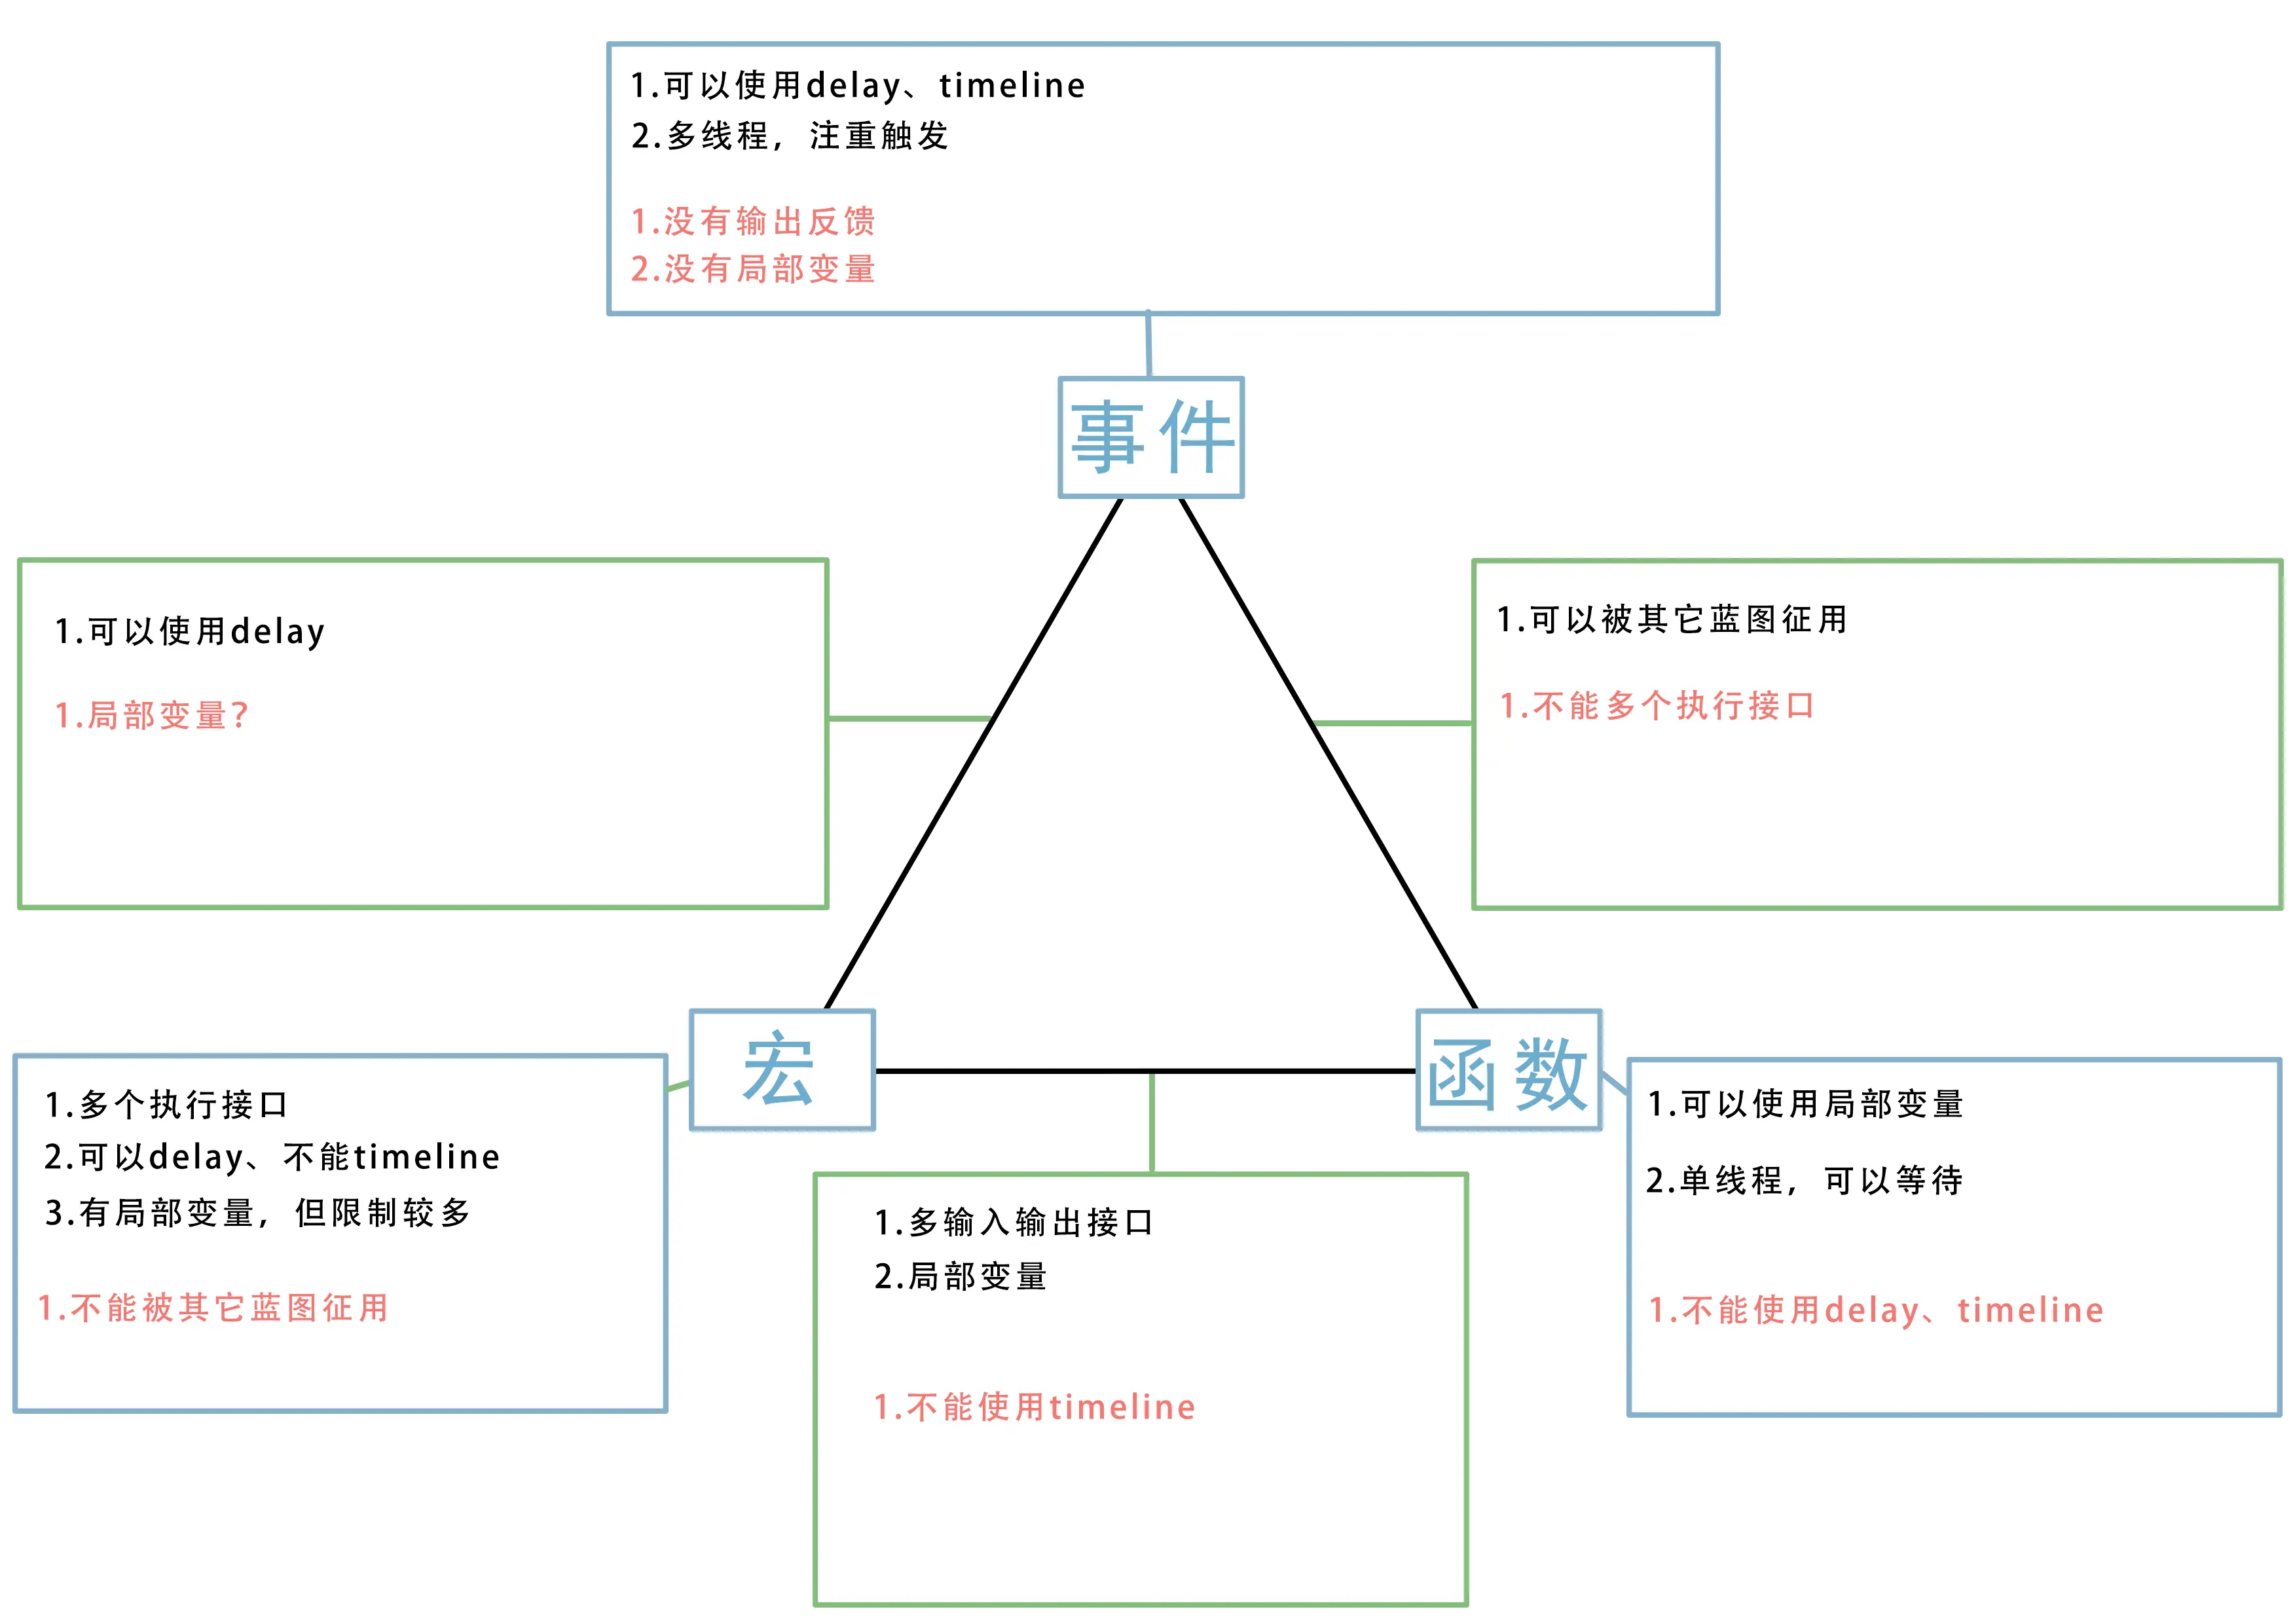 1.可以使用delay、timeline
2.多线程，注重触发
1.没有输出反馈
2.没有局部变量
事件
1.可以使用delay
1.局部变量？
1.可以被其它蓝图征用
1.不能多个执行接口
宏
函数
1.多个执行接口
2.可以delay、不能timeline
3.有局部变量，但限制较多
1.不能被其它蓝图征用
1.多输入输出接口
2.局部变量
1.不能使用timeline
1.可以使用局部变量
2.单线程，可以等待
1.不能使用delay、timeline